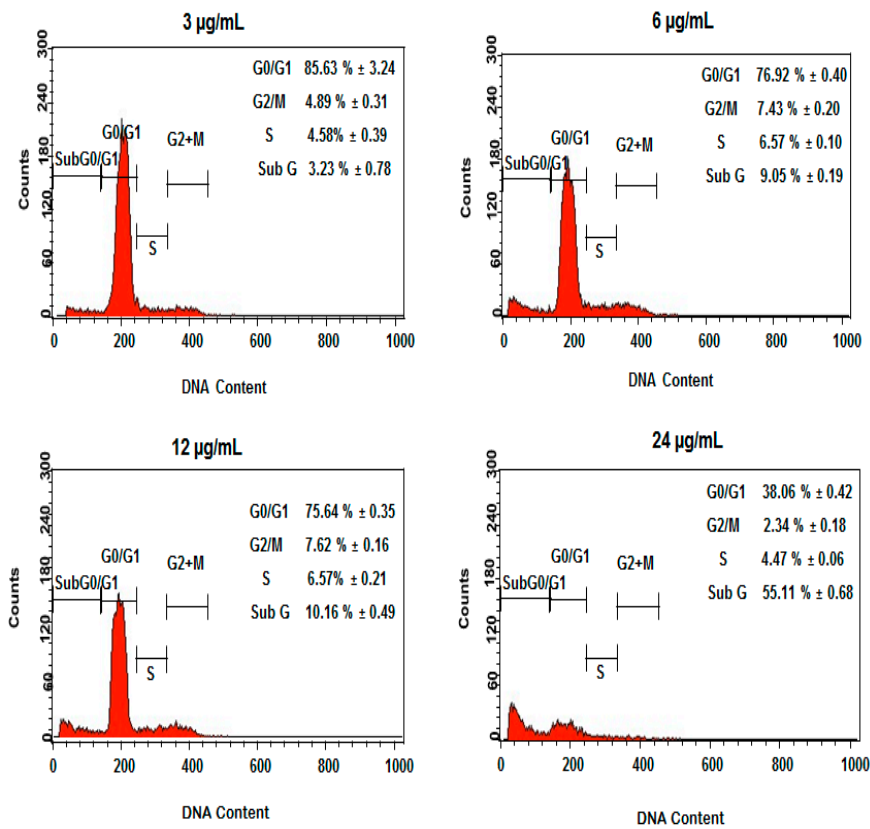 3 µg/mL
300
240
180
120
60
0
Counts
G0/G1 85.63 % ± 3.24
G2/M 4.89 % ± 0.31
S 4.58% ± 0.39
Sub G 3.23 % ± 0.78
G0/G1
G2+M
SubG0/G1
S
0 200 400 600 800 1000
DNA Content
6 µg/mL
300
240
180
120
60
0
Counts
G0/G1 76.92 % ± 0.40
G2/M 7.43 % ± 0.20
S 6.57 % ± 0.10
Sub G 9.05 % ± 0.19
G0/G1
G2+M
SubG0/G1
S
0 200 400 600 800 1000
DNA Content
12 µg/mL
300
240
180
120
60
0
Counts
G0/G1 75.64 % ± 0.35
G2/M 7.62 % ± 0.16
S 6.57% ± 0.21
Sub G 10.16 % ± 0.49
G0/G1
G2+M
SubG0/G1
S
0 200 400 600 800 1000
DNA Content
24 µg/mL
300
240
180
120
60
0
Counts
G0/G1 38.06 % ± 0.42
G2/M 2.34 % ± 0.18
S 4.47 % ± 0.06
Sub G 55.11 % ± 0.68
G0/G1
G2+M
SubG0/G1
S
0 200 400 600 800 1000
DNA Content